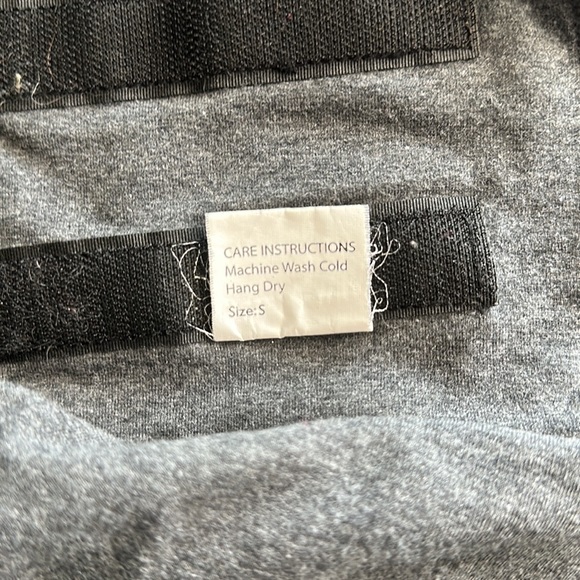 CARE INSTRUCTIONS
Machine Wash Cold
Hang Dry
Size: S